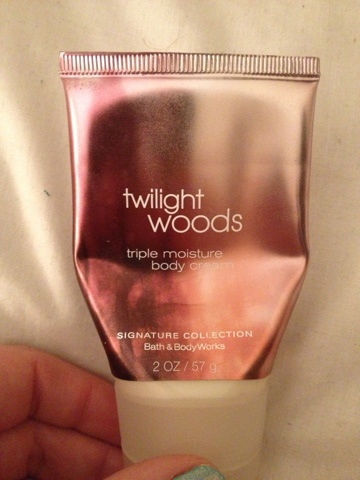 twilight
woods
triple moisture
body cream
SIGNATURE COLLECTION
Bath & Body Works
2 OZ / 57 g